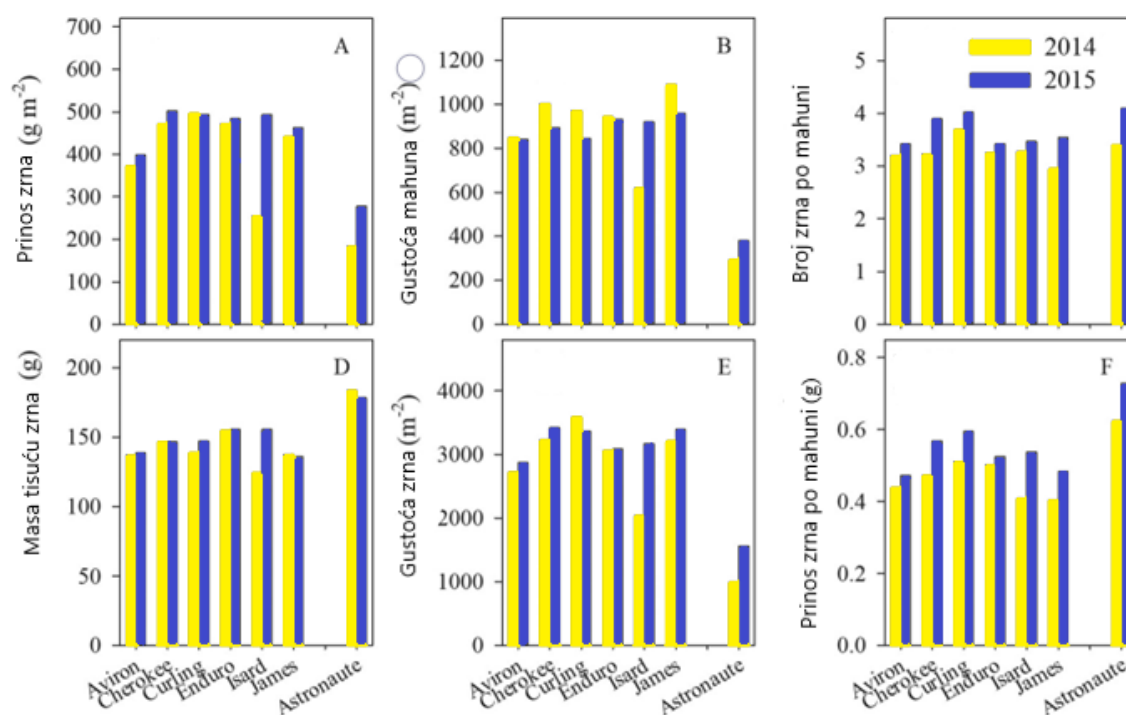 A
Prinos zrna (g m⁻²)
700
600
500
400
300
200
100
0
B
Gustoća mahuna (m⁻²)
1200
1000
800
600
400
200
0
2014
2015
Broj zrna po mahuni
5
4
3
2
1
0
D
Masa tisuću zrna (g)
200
150
100
50
0
Aviron
Cherokee
Curling
Enduro
Isard
James
Astronaute
E
Gustoća zrna (m⁻²)
4000
3000
2000
1000
0
Aviron
Cherokee
Curling
Enduro
Isard
James
Astronaute
F
Prinos zrna po mahuni (g)
0.8
0.6
0.4
0.2
0.0
Aviron
Cherokee
Curling
Enduro
Isard
James
Astronaute